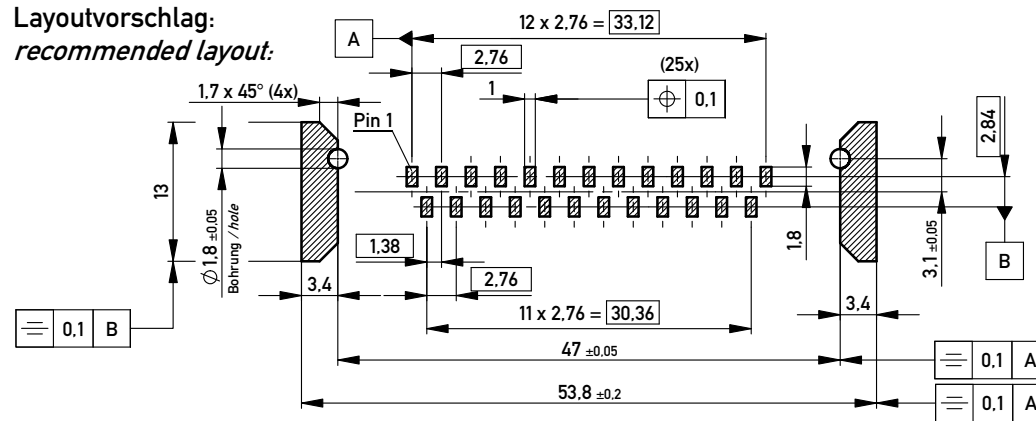 Layoutvorschlag:
recommended layout:
A
12 x 2,76 = 33,12
2,76
(25x)
1
0,1
1,7 x 45° (4x)
Pin 1
2,84
13
Ø 1,8 ±0,05
Bohrung / hole
1,8
3,1 ±0,05
B
1,38
2,76
3,4
3,4
11 x 2,76 = 30,36
0,1 B
47 ±0,05
0,1 A
53,8 ±0,2
0,1 A